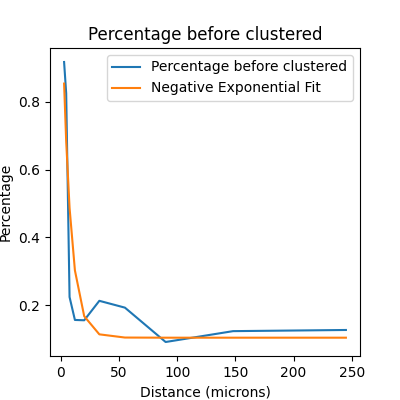 Percentage before clustered
Percentage before clustered
Negative Exponential Fit
Percentage
0.8
0.6
0.4
0.2
0
50
100
150
200
250
Distance (microns)